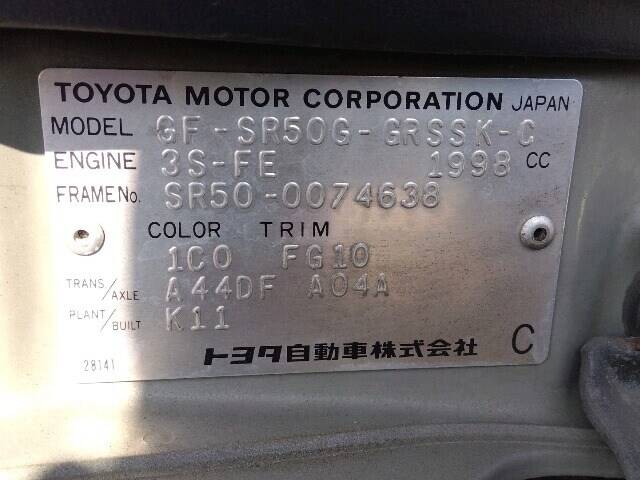 TOYOTA MOTOR CORPORATION JAPAN
MODEL GF-SR50G-GRSSK-C
ENGINE 3S-FE 1998 CC
FRAME No. SR50-0074638
COLOR TRIM
1C0 FG10
TRANS/AXLE A44DF A04A
PLANT/BUILT K11
28141 トヨタ自動車株式会社 C